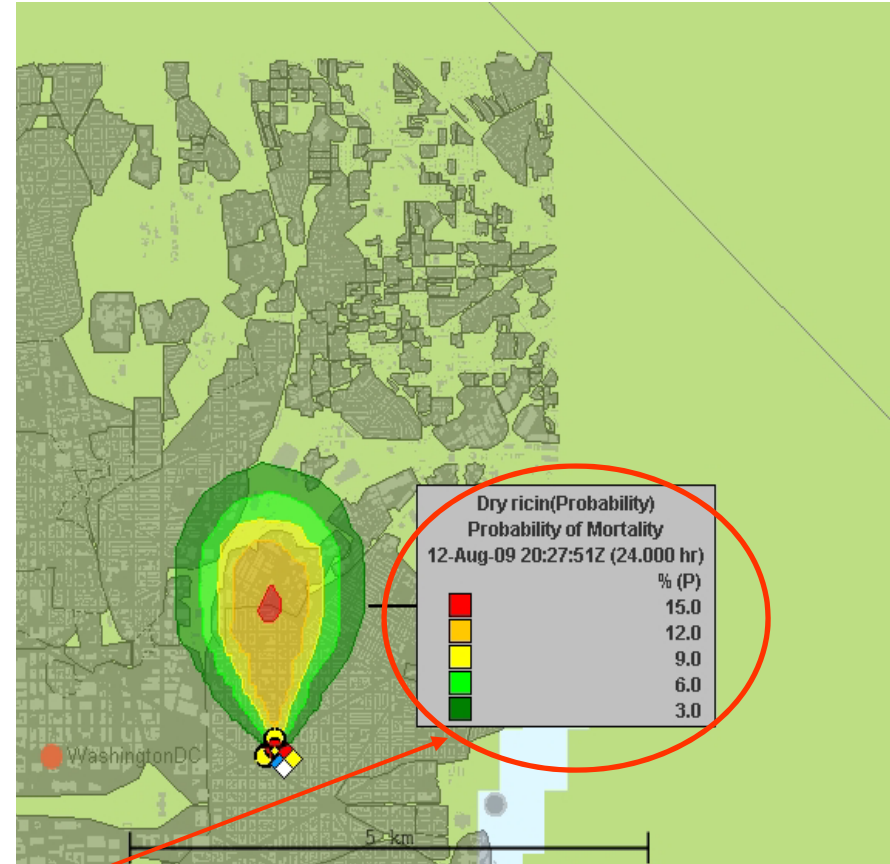 Dry ricin(Probability)
Probability of Mortality
12-Aug-09 20:27:51Z (24.000 hr)
% (P)
15.0
12.0
9.0
6.0
3.0
WashingtonDC
5 km